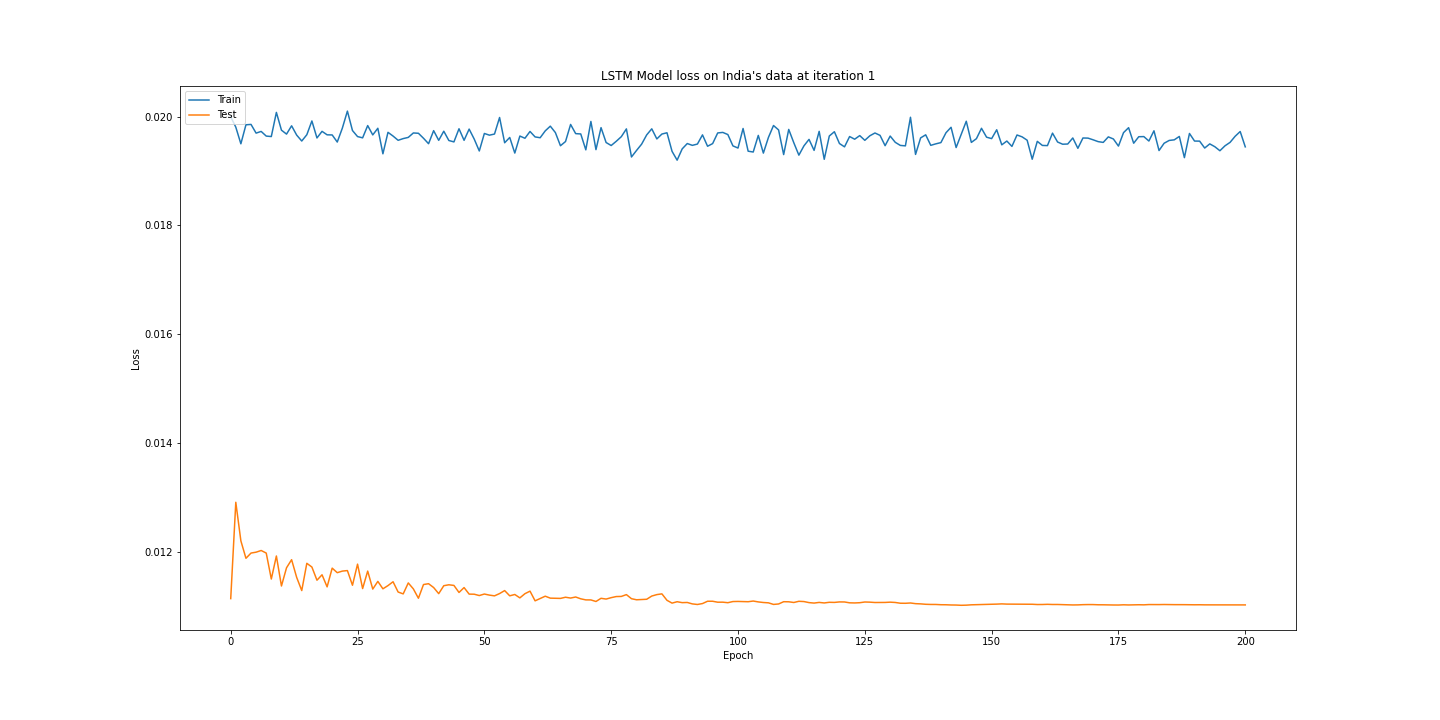 LSTM Model loss on India's data at iteration 1
Train
Test
0.020
0.018
0.016
0.014
0.012
Loss
0 25 50 75 100 125 150 175 200
Epoch